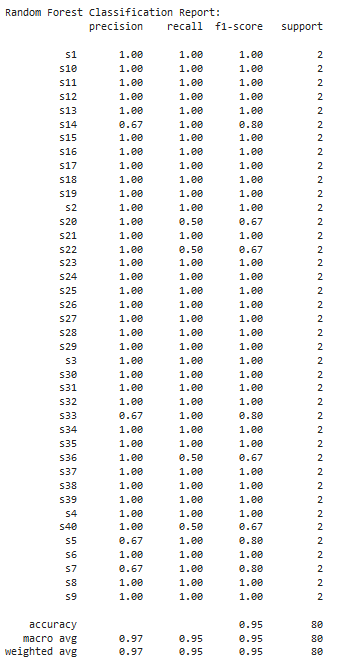 Random Forest Classification Report:
precision recall f1-score support
s1 1.00 1.00 1.00 2
s10 1.00 1.00 1.00 2
s11 1.00 1.00 1.00 2
s12 1.00 1.00 1.00 2
s13 1.00 1.00 1.00 2
s14 0.67 1.00 0.80 2
s15 1.00 1.00 1.00 2
s16 1.00 1.00 1.00 2
s17 1.00 1.00 1.00 2
s18 1.00 1.00 1.00 2
s19 1.00 1.00 1.00 2
s2 1.00 1.00 1.00 2
s20 1.00 0.50 0.67 2
s21 1.00 1.00 1.00 2
s22 1.00 0.50 0.67 2
s23 1.00 1.00 1.00 2
s24 1.00 1.00 1.00 2
s25 1.00 1.00 1.00 2
s26 1.00 1.00 1.00 2
s27 1.00 1.00 1.00 2
s28 1.00 1.00 1.00 2
s29 1.00 1.00 1.00 2
s3 1.00 1.00 1.00 2
s30 1.00 1.00 1.00 2
s31 1.00 1.00 1.00 2
s32 1.00 1.00 1.00 2
s33 0.67 1.00 0.80 2
s34 1.00 1.00 1.00 2
s35 1.00 1.00 1.00 2
s36 1.00 0.50 0.67 2
s37 1.00 1.00 1.00 2
s38 1.00 1.00 1.00 2
s39 1.00 1.00 1.00 2
s4 1.00 1.00 1.00 2
s40 1.00 0.50 0.67 2
s5 0.67 1.00 0.80 2
s6 1.00 1.00 1.00 2
s7 0.67 1.00 0.80 2
s8 1.00 1.00 1.00 2
s9 1.00 1.00 1.00 2
accuracy 0.95 80
macro avg 0.97 0.95 0.95 80
weighted avg 0.97 0.95 0.95 80